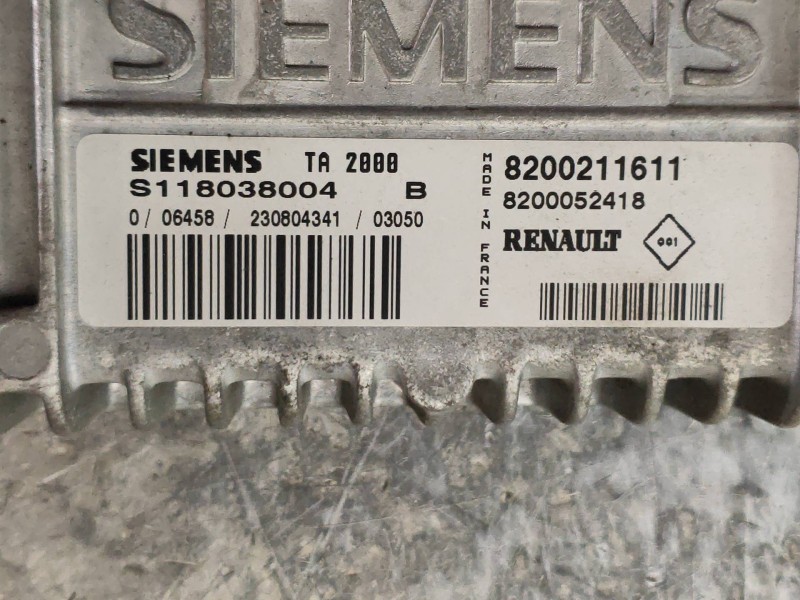 SIEMENS
SIEMENS TA 2000
S118038004 B
0/ 06458/ 230804341 / 03050
MADE IN FRANCE
8200211611
8200052418
RENAULT 001